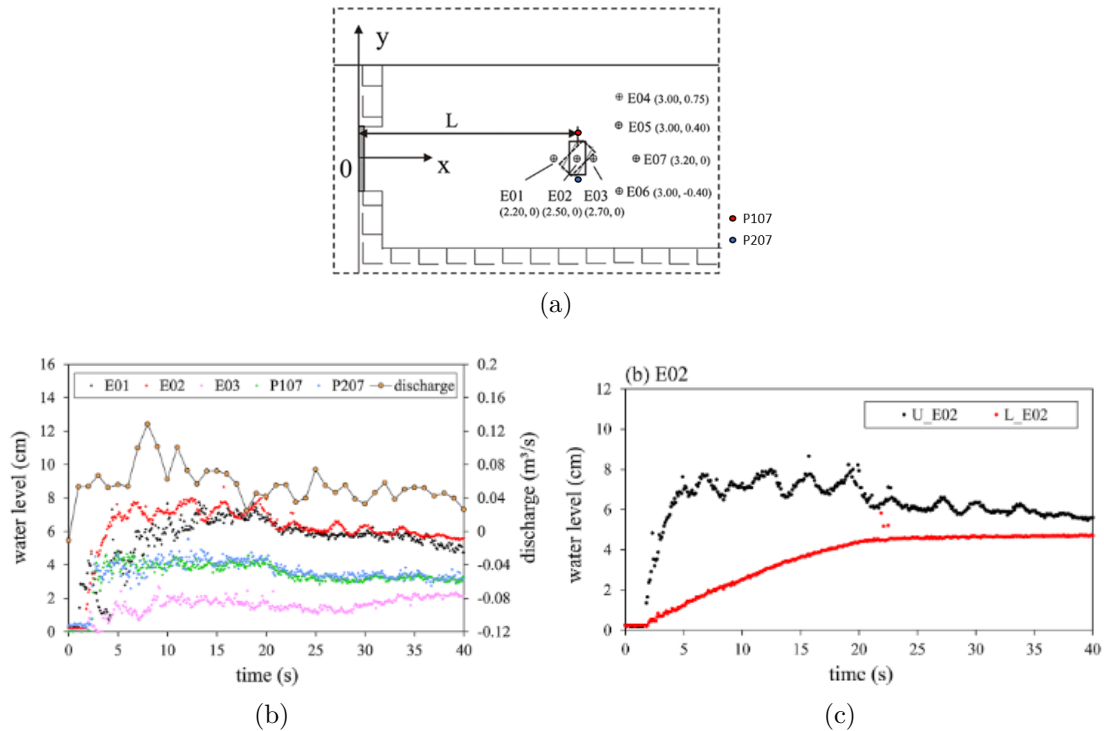 y
L
0
x
E04 (3.00, 0.75)
E05 (3.00, 0.40)
E07 (3.20, 0)
E01 E02 E03
(2.20, 0) (2.50, 0) (2.70, 0)
E06 (3.00, -0.40)
P107
P207
(a)
16
14
12
10
8
6
4
2
0
water level (cm)
E01 E02 E03 P107 P207 discharge
0.2
0.16
0.12
0.08
0.04
0
-0.04
-0.08
-0.12
discharge (m³/s)
0 5 10 15 20 25 30 35 40
time (s)
(b)
(b) E02
12
10
8
6
4
2
0
water level (cm)
U_E02 L_E02
0 5 10 15 20 25 30 35 40
time (s)
(c)